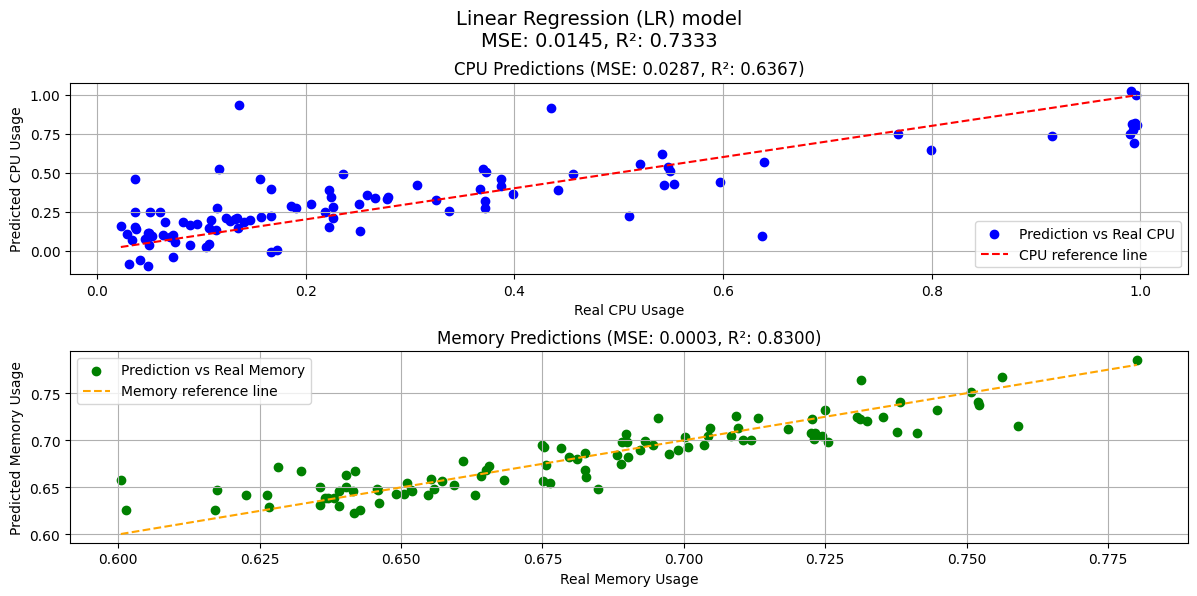 Linear Regression (LR) model
MSE: 0.0145, R²: 0.7333
CPU Predictions (MSE: 0.0287, R²: 0.6367)
Predicted CPU Usage
1.00
0.75
0.50
0.25
0.00
Prediction vs Real CPU
CPU reference line
0.0 0.2 0.4 0.6 0.8 1.0
Real CPU Usage
Memory Predictions (MSE: 0.0003, R²: 0.8300)
Predicted Memory Usage
Prediction vs Real Memory
Memory reference line
0.75
0.70
0.65
0.60
0.600 0.625 0.650 0.675 0.700 0.725 0.750 0.775
Real Memory Usage